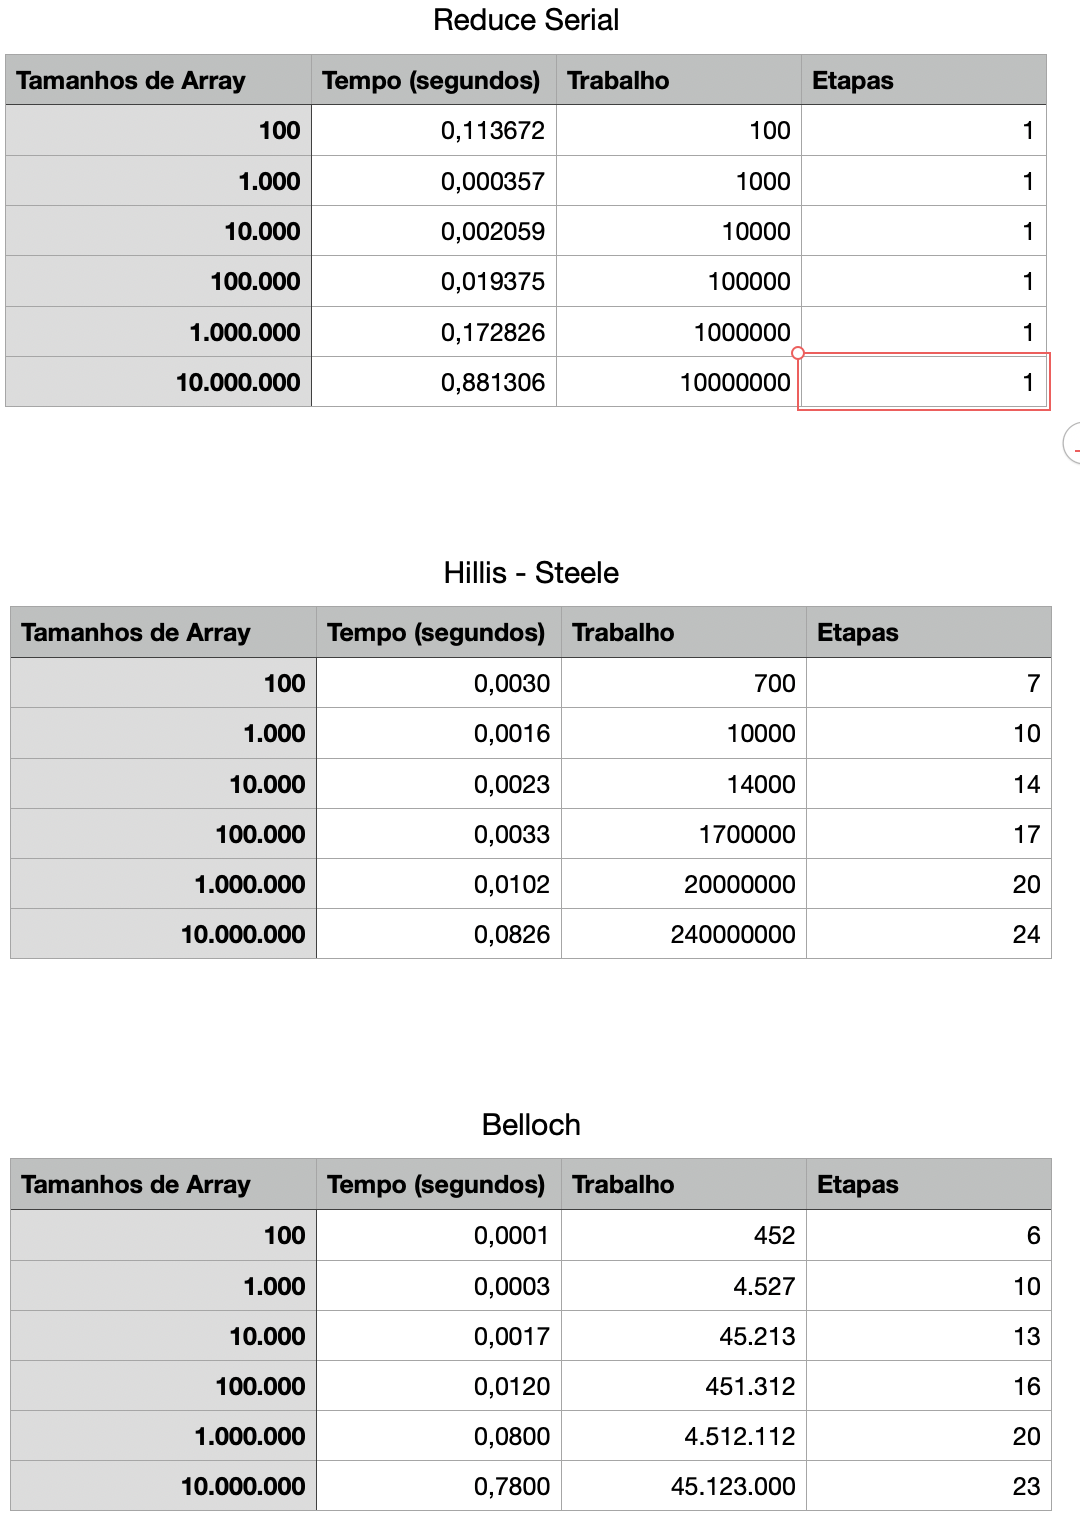 Reduce Serial
Tamanhos de Array Tempo (segundos) Trabalho Etapas
100 0,113672 100 1
1.000 0,000357 1000 1
10.000 0,002059 10000 1
100.000 0,019375 100000 1
1.000.000 0,172826 1000000 1
10.000.000 0,881306 10000000 1
Hillis - Steele
Tamanhos de Array Tempo (segundos) Trabalho Etapas
100 0,0030 700 7
1.000 0,0016 10000 10
10.000 0,0023 14000 14
100.000 0,0033 1700000 17
1.000.000 0,0102 20000000 20
10.000.000 0,0826 240000000 24
Belloch
Tamanhos de Array Tempo (segundos) Trabalho Etapas
100 0,0001 452 6
1.000 0,0003 4.527 10
10.000 0,0017 45.213 13
100.000 0,0120 451.312 16
1.000.000 0,0800 4.512.112 20
10.000.000 0,7800 45.123.000 23